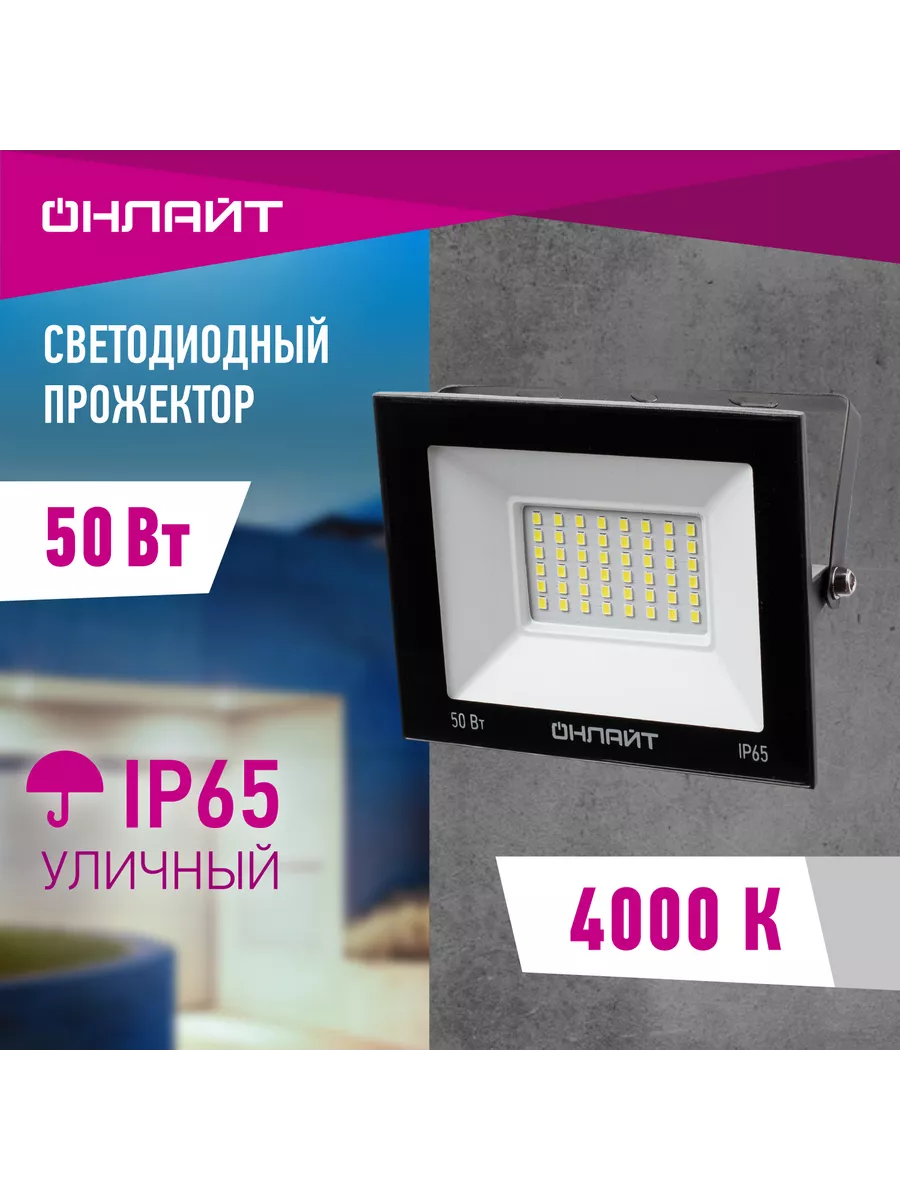 ОНЛАЙТ
СВЕТОДИОДНЫЙ
ПРОЖЕКТОР
50 Вт
50 Вт
ОНЛАЙТ
IP65
IP65
УЛИЧНЫЙ
4000 К